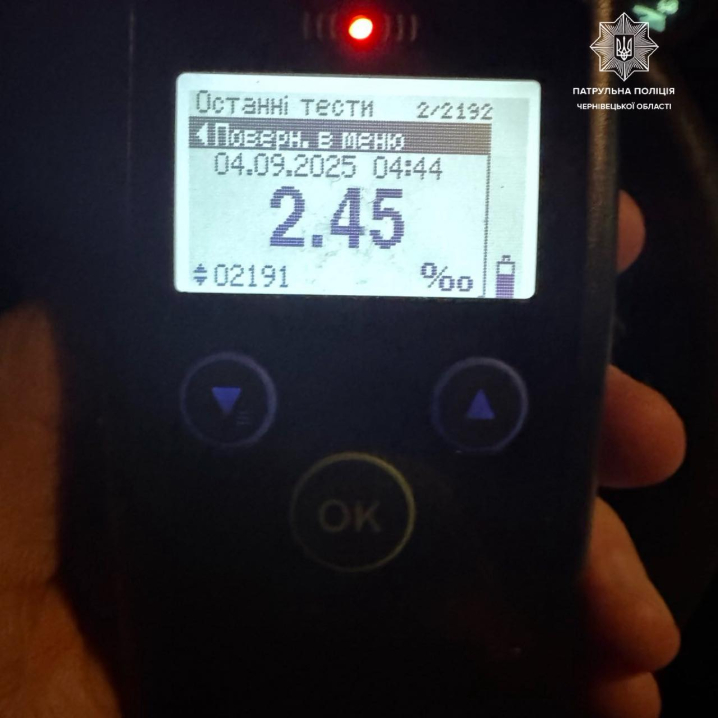 ПАТРУЛЬНА ПОЛІЦІЯ
ЧЕРНІВЕЦЬКОЇ ОБЛАСТІ
Останні тести 2/2192
Поверн. в меню
04.09.2025 04:44
2.45
02191 ‰
OK